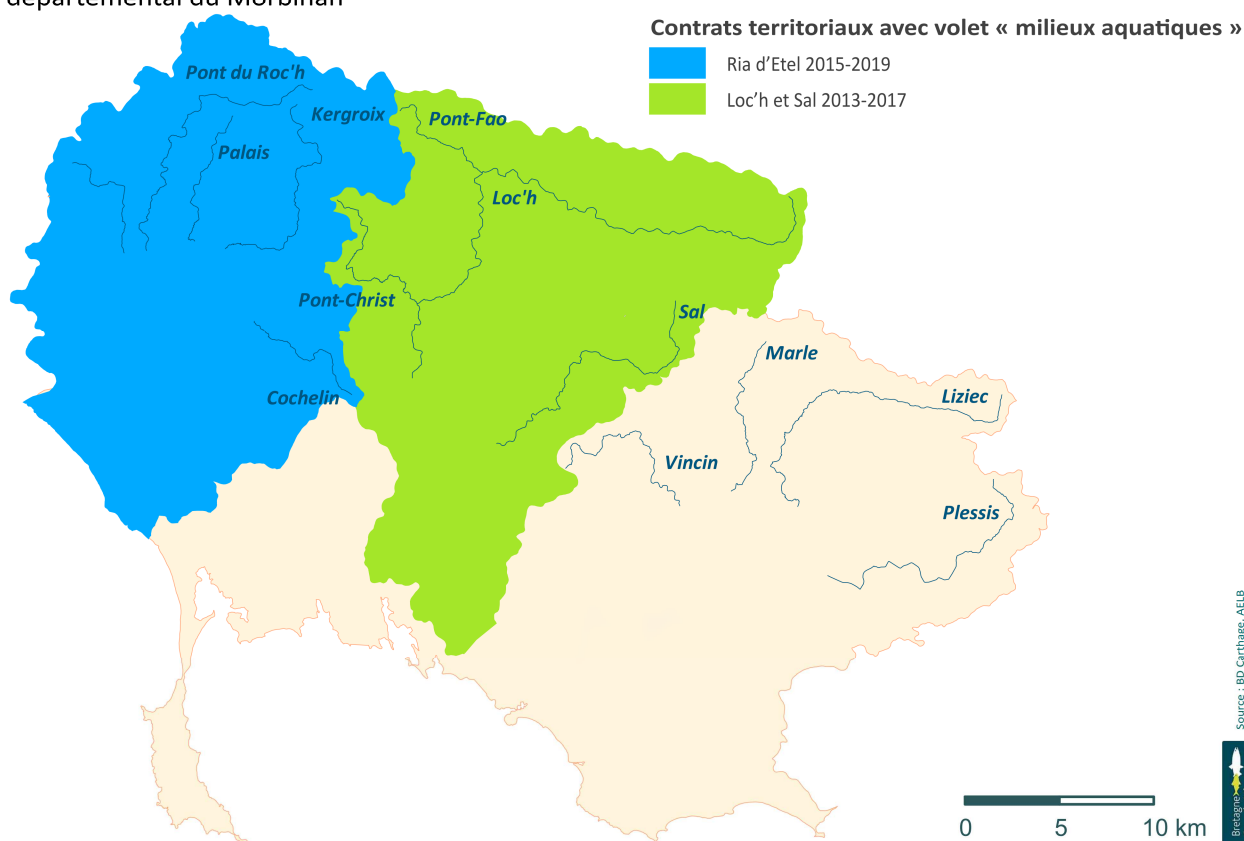 départemental du Morbihan
Contrats territoriaux avec volet « milieux aquatiques »
Ria d'Etel 2015-2019
Loc'h et Sal 2013-2017
Pont du Roc'h
Kergroix
Pont-Fao
Palais
Loc'h
Pont-Christ
Sal
Marle
Cochelin
Liziec
Vincin
Plessis
Source : BD Carthage, AELB
Bretagne
0 5 10 km